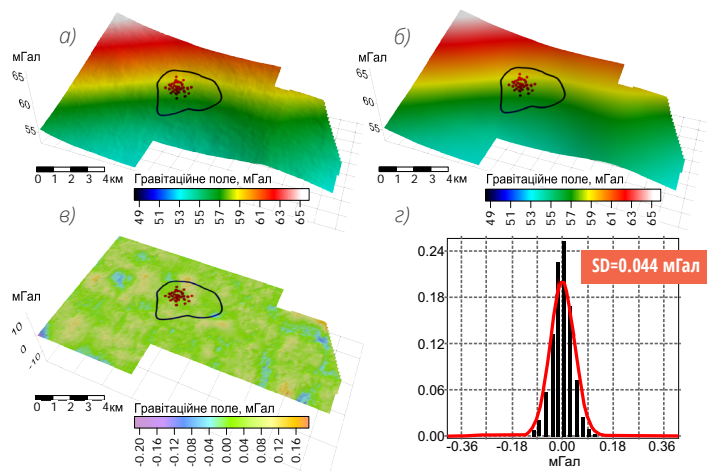 а)
мГал
65
60
55
0 1 2 3 4км
Гравітаційне поле, мГал
49 51 53 55 57 59 61 63 65
б)
мГал
65
60
55
0 1 2 3 4км
Гравітаційне поле, мГал
49 51 53 55 57 59 61 63 65
в)
мГал
10
0
-10
0 1 2 3 4км
Гравітаційне поле, мГал
-0.20 -0.16 -0.12 -0.08 -0.04 0.00 0.04 0.08 0.12 0.16
г)
SD=0.044 мГал
0.24
0.18
0.12
0.06
0.00
-0.36 -0.18 0.00 0.18 0.36
мГал